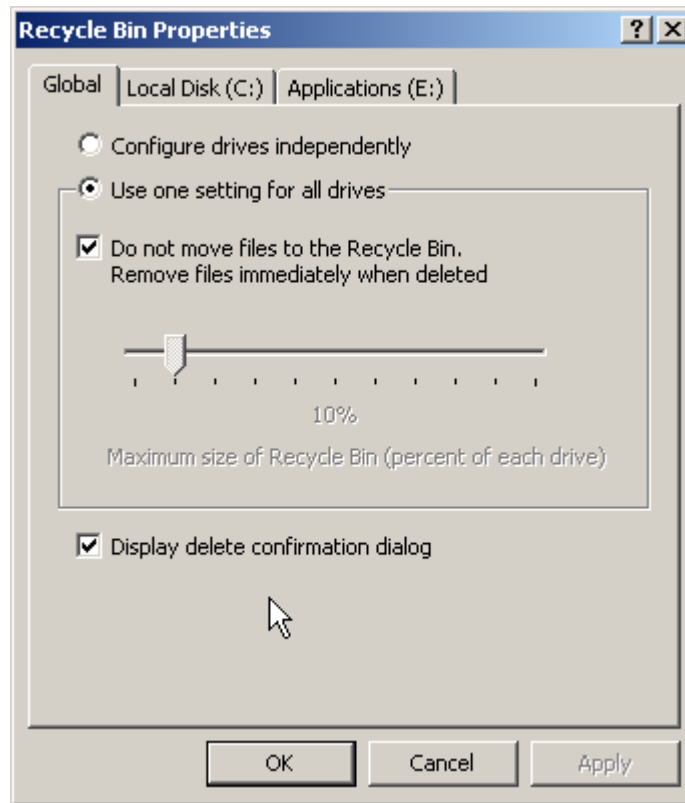 Recycle Bin Properties
Global
Local Disk (C:)
Applications (E:)
Configure drives independently
Use one setting for all drives
Do not move files to the Recycle Bin.
Remove files immediately when deleted
10%
Maximum size of Recycle Bin (percent of each drive)
Display delete confirmation dialog
OK
Cancel
Apply